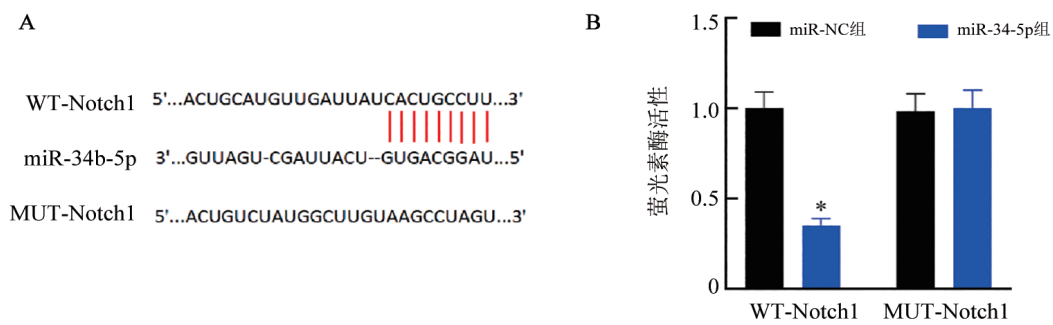 A
WT-Notch1 5'...ACUGCAUGUUGAUUAUCACUGCCUU...3'
miR-34b-5p 3'...GUUAGU-CGAUUACU--GUGACGGAU...5'
MUT-Notch1 5'...ACUGUCUAUGGCUUGUAAGCCUAGU...3'
B
miR-NC组 miR-34-5p组
萤光素酶活性
1.5
1.0
0.5
0
*
WT-Notch1 MUT-Notch1